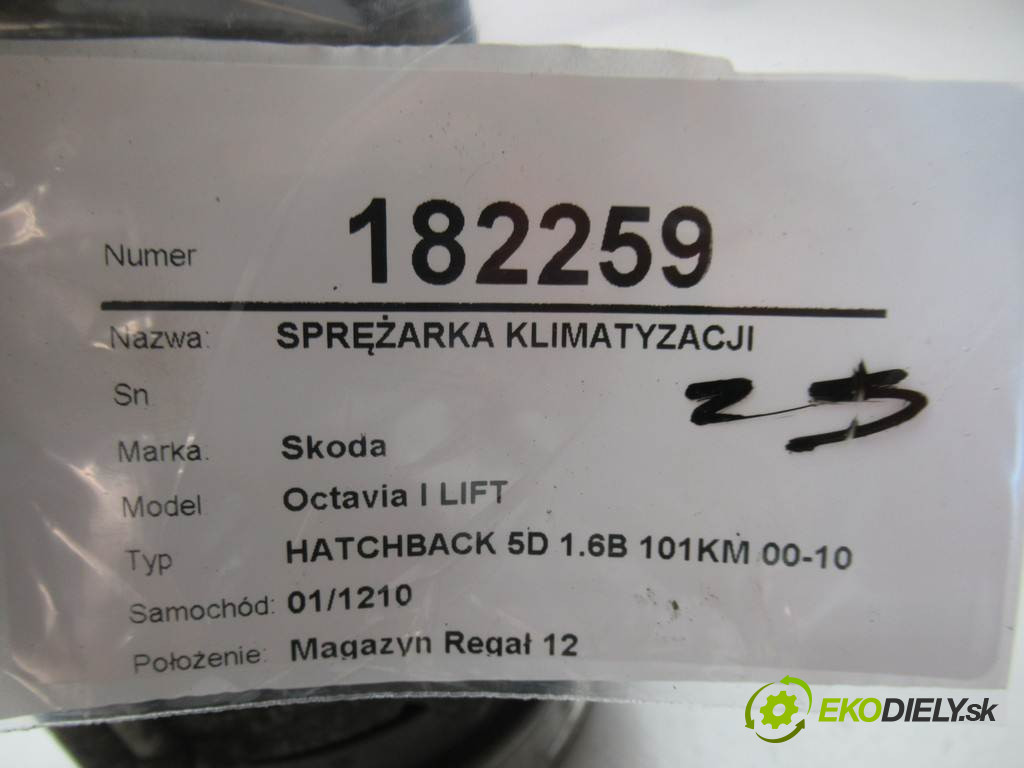 Numer 182259
Nazwa: SPRĘŻARKA KLIMATYZACJI
Sn
25
Marka. Skoda
Model Octavia I LIFT
Typ HATCHBACK 5D 1.6B 101KM 00-10
Samochód: 01/1210
Położenie: Magazyn Regał 12
EKODIELY.sk